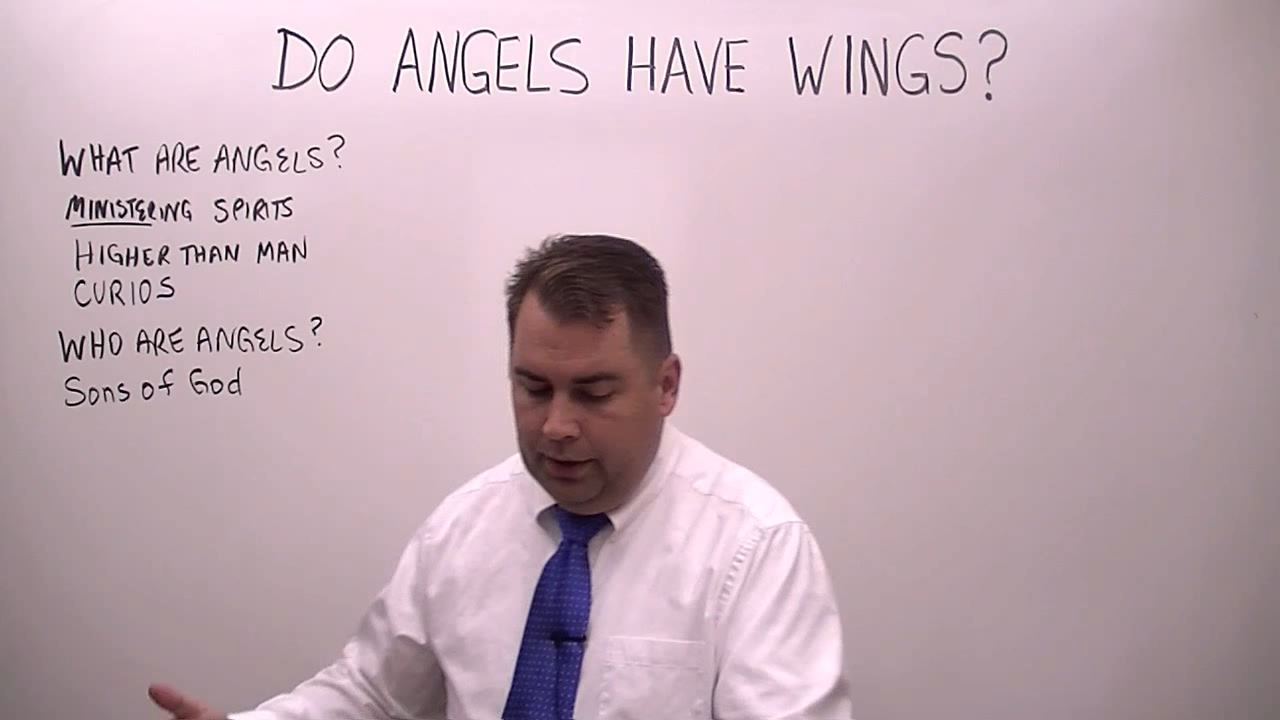 DO ANGELS HAVE WINGS?
WHAT ARE ANGELS?
MINISTERING SPIRITS
HIGHER THAN MAN
CURIOS
WHO ARE ANGELS?
Sons of God